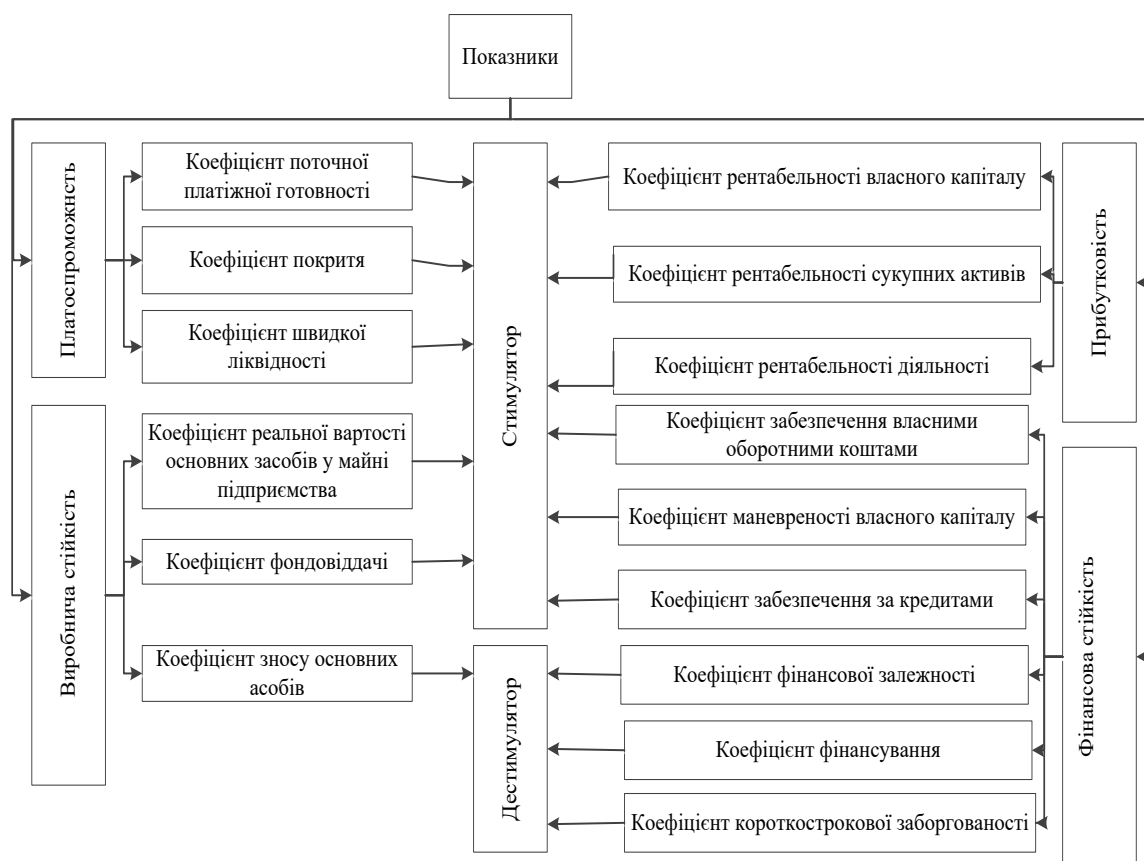 Показники
Платоспроможнсть
Коефіцієнт поточної
платіжної готовності
Коефіцієнт покритя
Коефіцієнт швидкої
ліквідності
Виробнича стійкість
Коефіцієнт реальної вартості
основних засобів у майні
підприємства
Коефіцієнт фондовіддачі
Коефіцієнт зносу основних
асобів
Стимулятор
Дестимулятор
Коефіцієнт рентабельності власного капіталу
Коефіцієнт рентабельності сукупних активів
Коефіцієнт рентабельності діяльності
Коефіцієнт забезпечення власними
оборотними коштами
Коефіцієнт маневреності власного капіталу
Коефіцієнт забезпечення за кредитами
Коефіцієнт фінансової залежності
Коефіцієнт фінансування
Коефіцієнт короткострокової заборгованості
Прибутковість
Фінансова стійкість